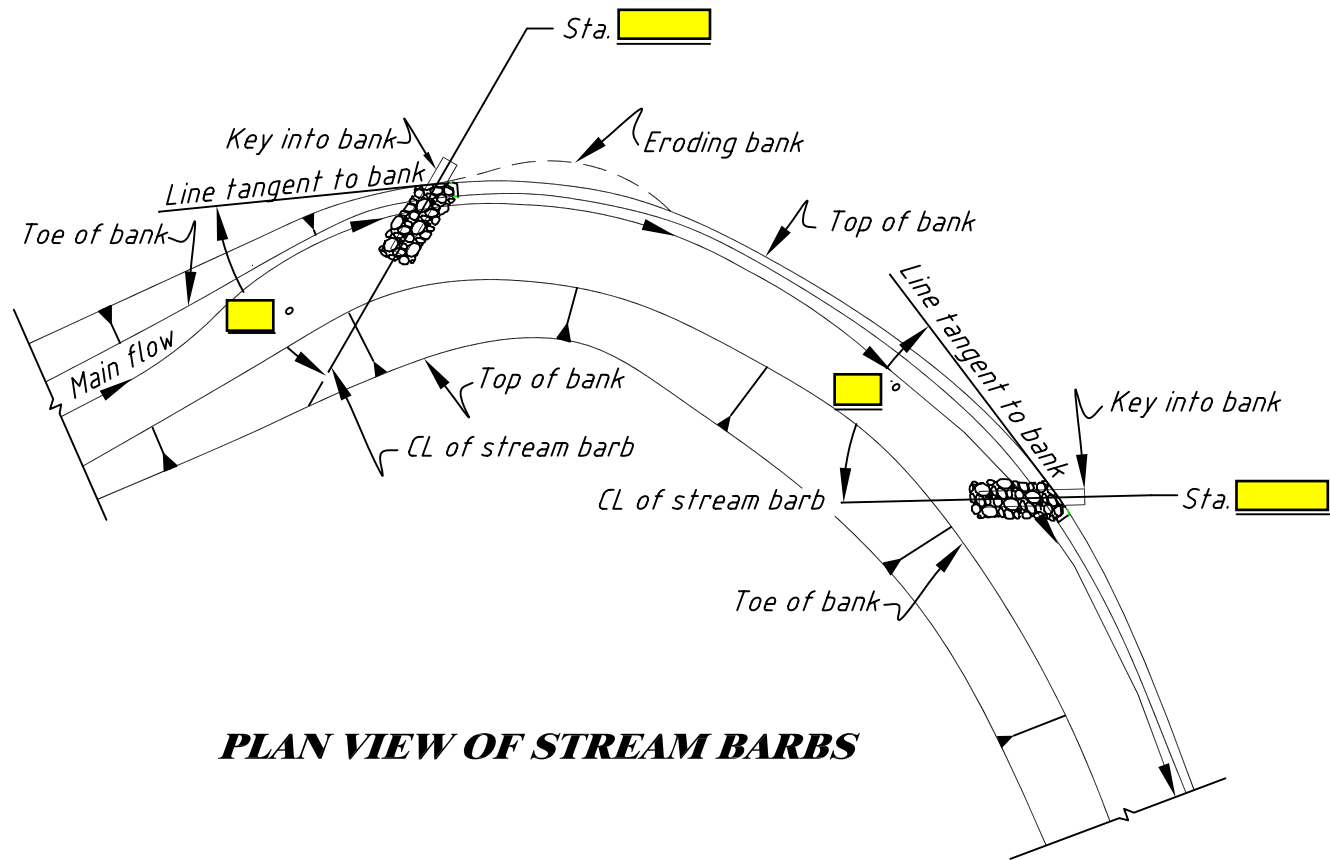 Sta.
Key into bank
Eroding bank
Line tangent to bank
Toe of bank
Top of bank
Line tangent to bank
°
Main flow
Top of bank
°
Key into bank
CL of stream barb
CL of stream barb
Sta.
Toe of bank
PLAN VIEW OF STREAM BARBS